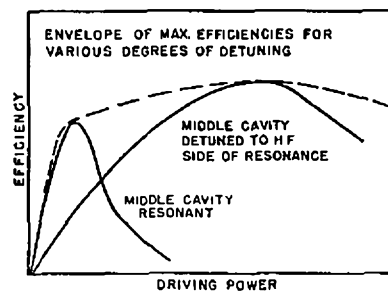 ENVELOPE OF MAX. EFFICIENCIES FOR
VARIOUS DEGREES OF DETUNING
MIDDLE CAVITY
DETUNED TO HF
SIDE OF RESONANCE
MIDDLE CAVITY
RESONANT
EFFICIENCY
DRIVING POWER